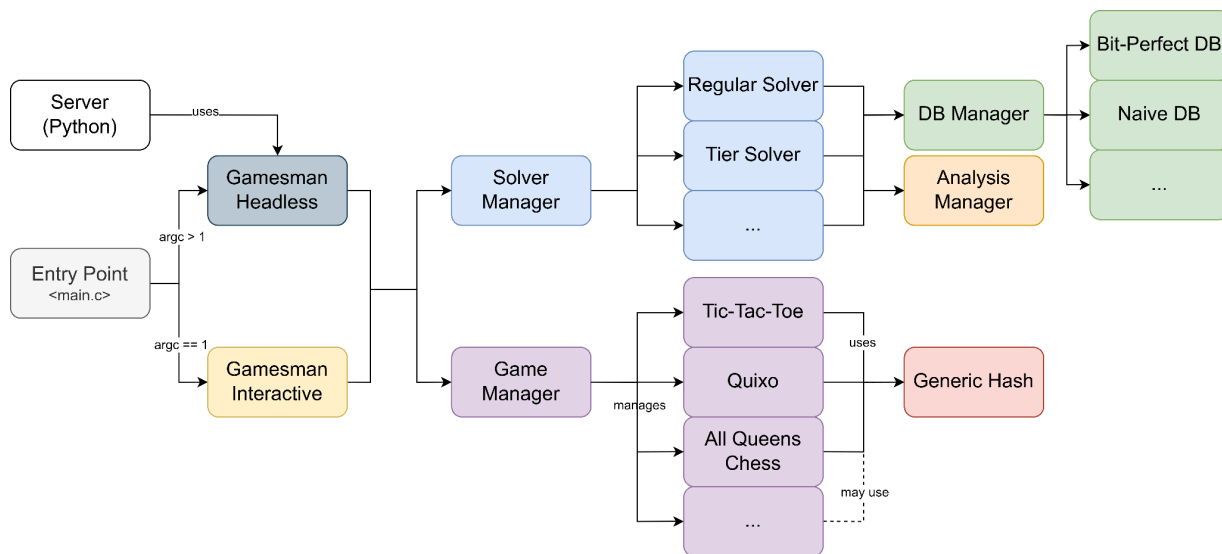 Server
(Python)
uses
Gamesman
Headless
argc > 1
Entry Point
<main.c>
argc == 1
Gamesman
Interactive
Solver
Manager
Regular Solver
Tier Solver
...
DB Manager
Analysis
Manager
Bit-Perfect DB
Naive DB
...
Game
Manager
manages
Tic-Tac-Toe
Quixo
All Queens
Chess
...
uses
may use
Generic Hash